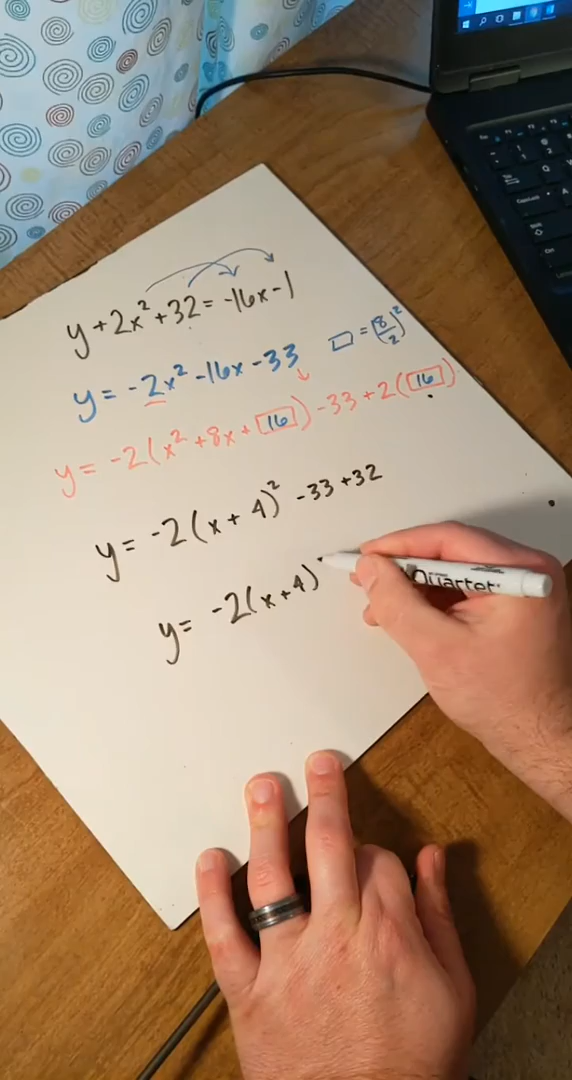 y + 2x² + 32 = -16x - 1
y = -2x² - 16x - 33 □ = (8/2)²
y = -2(x² + 8x + 16) - 33 + 2(16)
y = -2(x + 4)² - 33 + 32
y = -2(x + 4)
Quartet